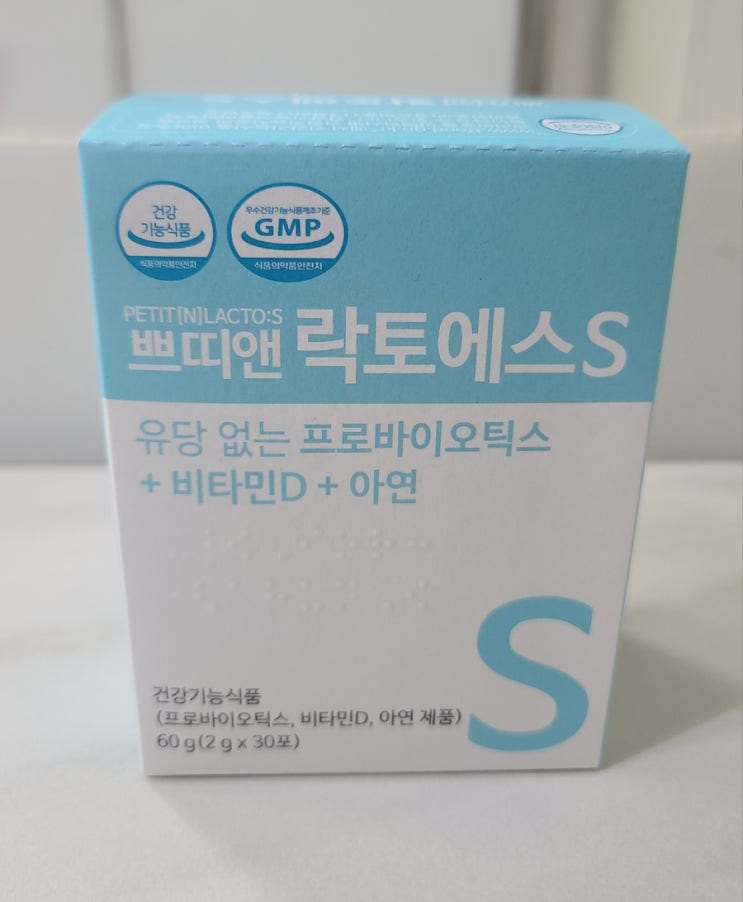 건강
기능식품
식품의약품안전처
우수건강기능식품제조기준
GMP
식품의약품안전처
PETIT[N]LACTO:S
쁘띠앤 락토에스S
유당 없는 프로바이오틱스
+ 비타민D + 아연
S
건강기능식품
(프로바이오틱스, 비타민D, 아연 제품)
60 g(2 g x 30포)